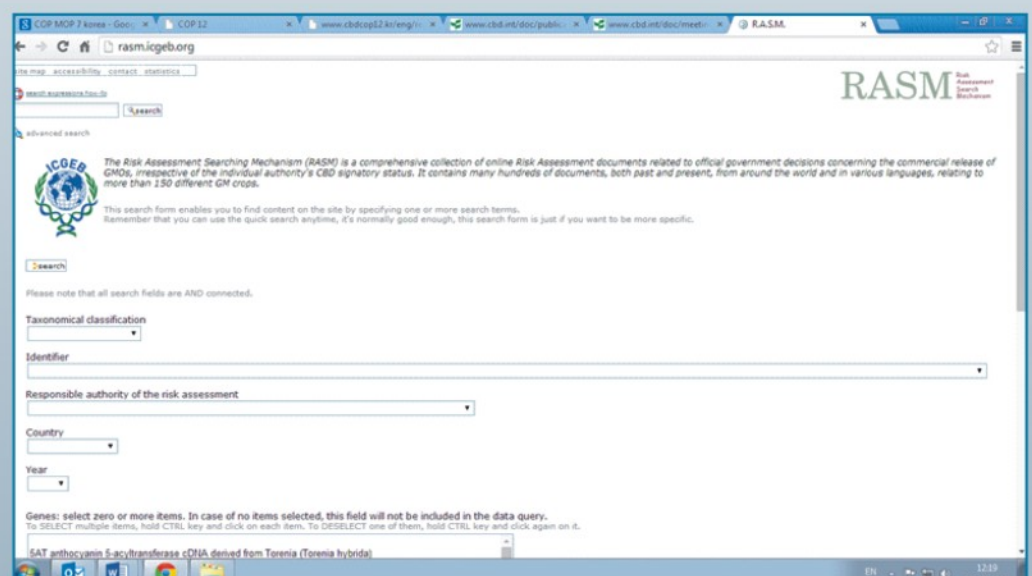 COP MOP 7 korea - Goog
COP 12
www.cbdcop12.kr/eng/
www.cbd.int/doc/public
www.cbd.int/doc/meet
R.A.S.M.
rasm.icgeb.org
site map accessibility contact statistics
RASM Risk Assessment Search Mechanism
search expressions how-to
search
advanced search
ICGEB
The Risk Assessment Searching Mechanism (RASM) is a comprehensive collection of online Risk Assessment documents related to official government decisions concerning the commercial release of
GMOs, irrespective of the individual authority's CBD signatory status. It contains many hundreds of documents, both past and present, from around the world and in various languages, relating to
more than 150 different GM crops.
This search form enables you to find content on the site by specifying one or more search terms.
Remember that you can use the quick search anytime, it's normally good enough, this search form is just if you want to be more specific.
search
Please note that all search fields are AND connected.
Taxonomical classification
Identifier
Responsible authority of the risk assessment
Country
Year
Genes: select zero or more items. In case of no items selected, this field will not be included in the data query.
To SELECT multiple items, hold CTRL key and click on each item. To DESELECT one of them, hold CTRL key and click again on it.
5AT anthocyanin 5-acyltransferase cDNA derived from Torenia (Torenia hybrida)
EN
12:19